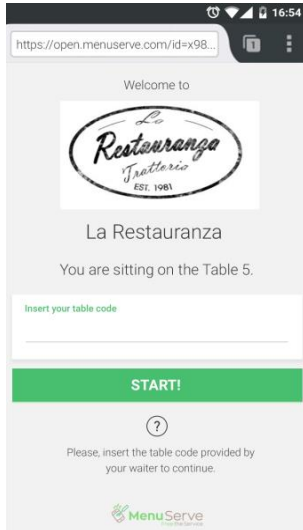 16:54
https://open.menuserve.com/id=x98...
1
Welcome to
La
Restauranza
Trattoria
EST. 1981
La Restauranza
You are sitting on the Table 5.
Insert your table code
START!
?
Please, insert the table code provided by
your waiter to continue.
MenuServe